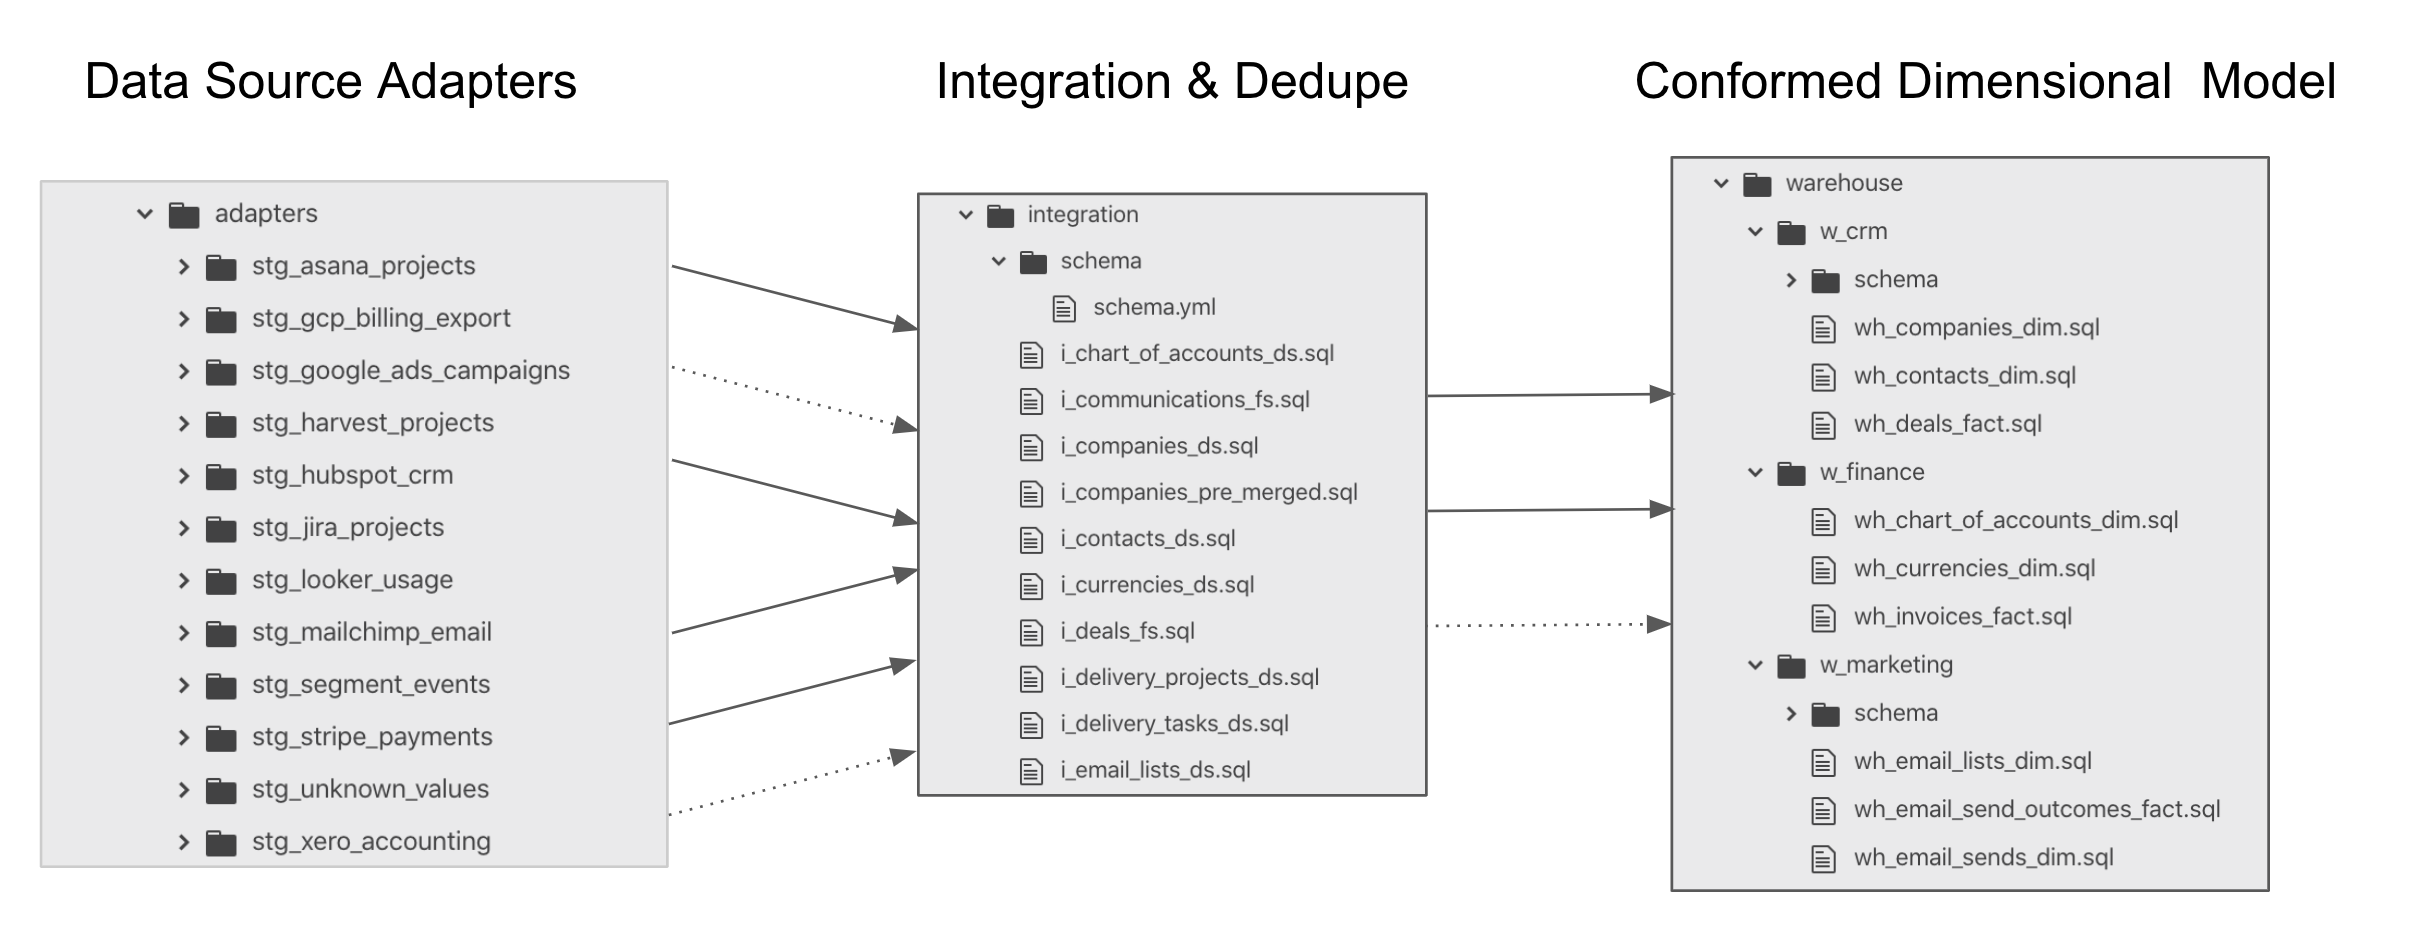 Data Source Adapters
adapters
stg_asana_projects
stg_gcp_billing_export
stg_google_ads_campaigns
stg_harvest_projects
stg_hubspot_crm
stg_jira_projects
stg_looker_usage
stg_mailchimp_email
stg_segment_events
stg_stripe_payments
stg_unknown_values
stg_xero_accounting
Integration & Dedupe
integration
schema
schema.yml
i_chart_of_accounts_ds.sql
i_communications_fs.sql
i_companies_ds.sql
i_companies_pre_merged.sql
i_contacts_ds.sql
i_currencies_ds.sql
i_deals_fs.sql
i_delivery_projects_ds.sql
i_delivery_tasks_ds.sql
i_email_lists_ds.sql
Conformed Dimensional Model
warehouse
w_crm
schema
wh_companies_dim.sql
wh_contacts_dim.sql
wh_deals_fact.sql
w_finance
wh_chart_of_accounts_dim.sql
wh_currencies_dim.sql
wh_invoices_fact.sql
w_marketing
schema
wh_email_lists_dim.sql
wh_email_send_outcomes_fact.sql
wh_email_sends_dim.sql